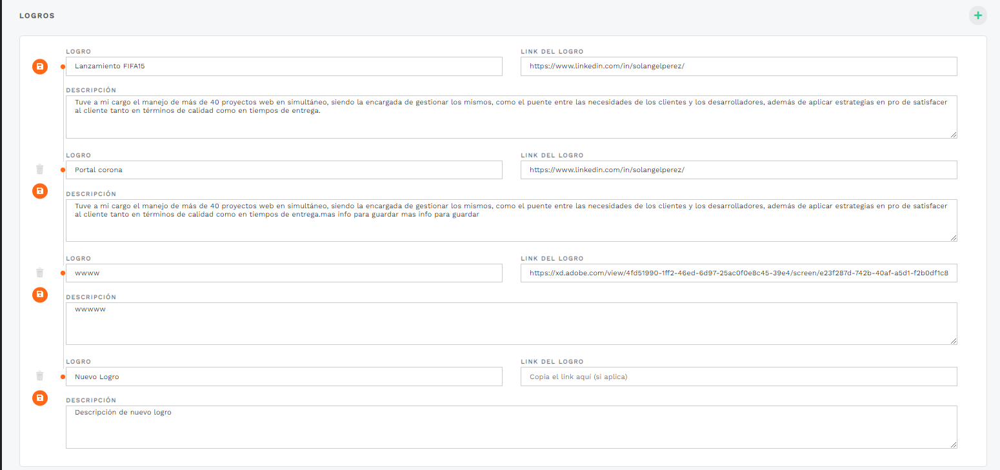 LOGROS
LOGRO
LINK DEL LOGRO
Lanzamiento FIFA15
https://www.linkedin.com/in/solangelperez/
DESCRIPCIÓN
Tuve a mi cargo el manejo de más de 40 proyectos web en simultáneo, siendo la encargada de gestionar los mismos, como el puente entre las necesidades de los clientes y los desarrolladores, además de aplicar estrategias en pro de satisfacer
al cliente tanto en términos de calidad como en tiempos de entrega.
LOGRO
LINK DEL LOGRO
Portal corona
https://www.linkedin.com/in/solangelperez/
DESCRIPCIÓN
Tuve a mi cargo el manejo de más de 40 proyectos web en simultáneo, siendo la encargada de gestionar los mismos, como el puente entre las necesidades de los clientes y los desarrolladores, además de aplicar estrategias en pro de satisfacer
al cliente tanto en términos de calidad como en tiempos de entrega.mas info para guardar mas info para guardar
LOGRO
LINK DEL LOGRO
wwww
https://xd.adobe.com/view/4fd51990-1ff2-46ed-6d97-25ac0f0e8c45-39e4/screen/e23f287d-742b-40af-a5d1-f2b0df1c8
DESCRIPCIÓN
wwwww
LOGRO
LINK DEL LOGRO
Nuevo Logro
Copia el link aquí (si aplica)
DESCRIPCIÓN
Descripción de nuevo logro